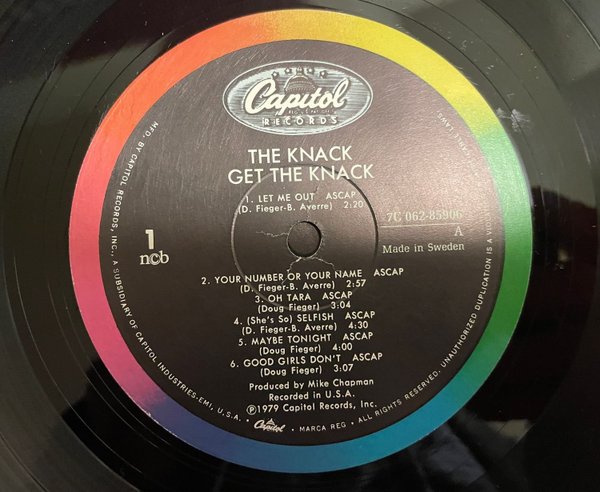 Capitol
RECORDS
THE KNACK
GET THE KNACK
1. LET ME OUT ASCAP
(D. Fieger-B. Averre) 2:20
7C 062-85906
A
Made in Sweden
1
ncb
2. YOUR NUMBER OR YOUR NAME ASCAP
(D. Fieger-B. Averre) 2:57
3. OH TARA ASCAP
(Doug Fieger) 3:04
4. (She's So) SELFISH ASCAP
(D. Fieger-B. Averre) 4:30
5. MAYBE TONIGHT ASCAP
(Doug Fieger) 4:00
6. GOOD GIRLS DON'T ASCAP
(Doug Fieger) 3:07
Produced by Mike Chapman
Recorded in U.S.A.
℗1979 Capitol Records, Inc.
MFD. BY CAPITOL RECORDS, INC., A SUBSIDIARY OF CAPITOL INDUSTRIES-EMI, U.S.A. Capitol • MARCA REG • ALL RIGHTS RESERVED. UNAUTHORIZED DUPLICATION IS A LAWS